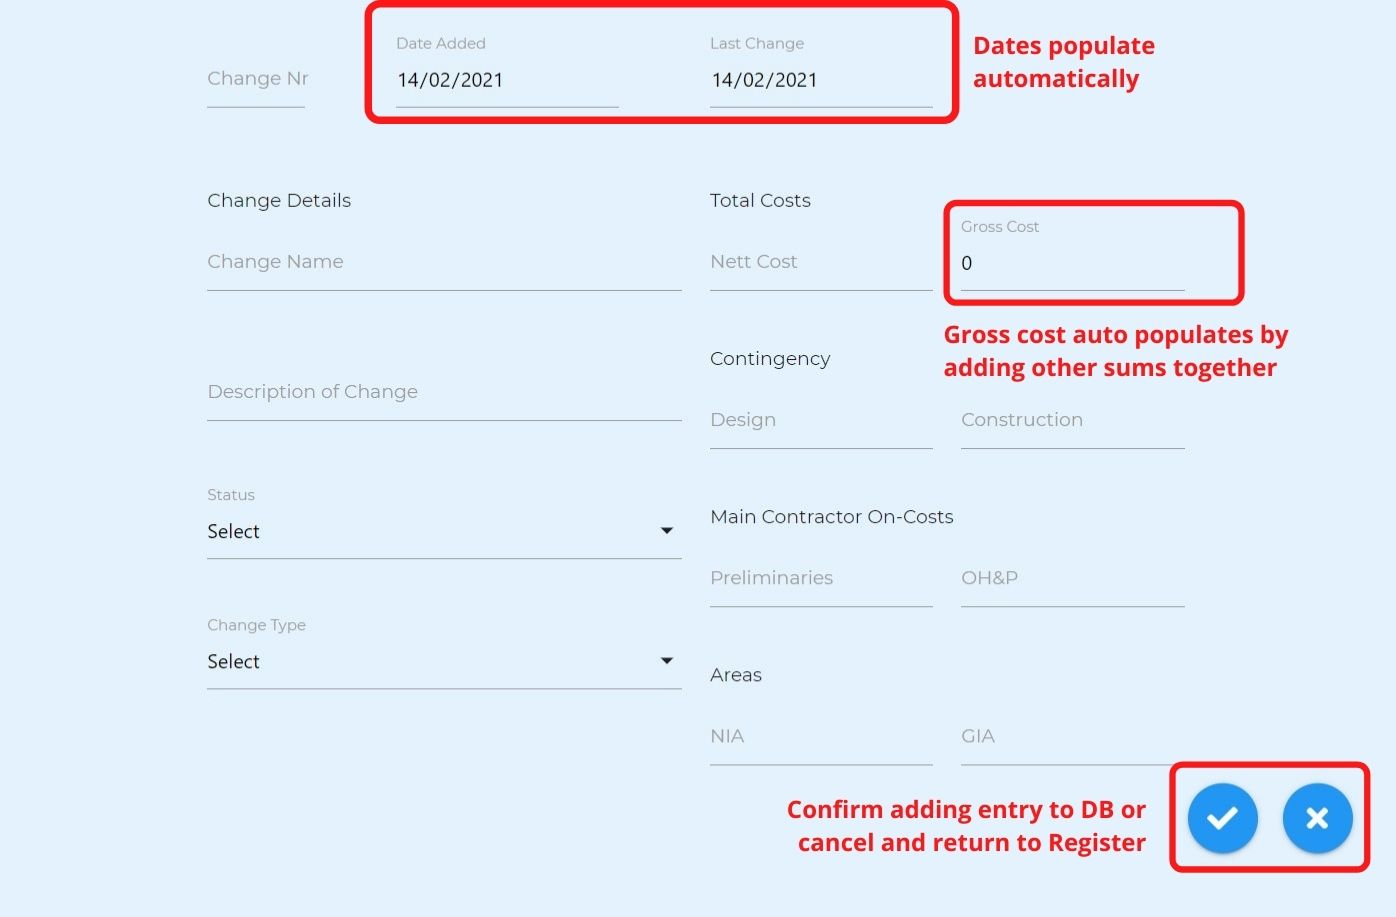 Date Added
Last Change
Dates populate
automatically
Change Nr
14/02/2021
14/02/2021
Change Details
Total Costs
Gross Cost
Change Name
Nett Cost
0
Gross cost auto populates by
adding other sums together
Contingency
Description of Change
Design
Construction
Status
Select
Main Contractor On-Costs
Preliminaries
OH&P
Change Type
Select
Areas
NIA
GIA
Confirm adding entry to DB or
cancel and return to Register